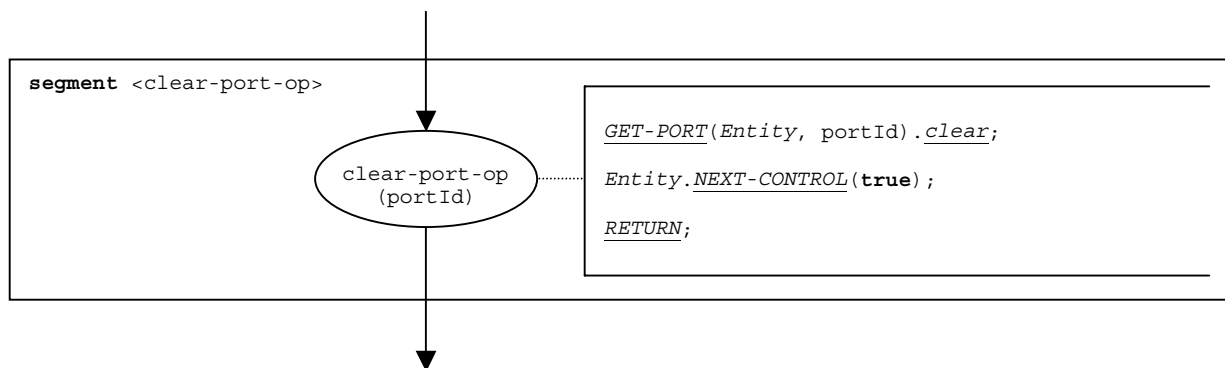 segment <clear-port-op>
clear-port-op
(portId)
GET-PORT(Entity, portId).clear;
Entity.NEXT-CONTROL(true);
RETURN;